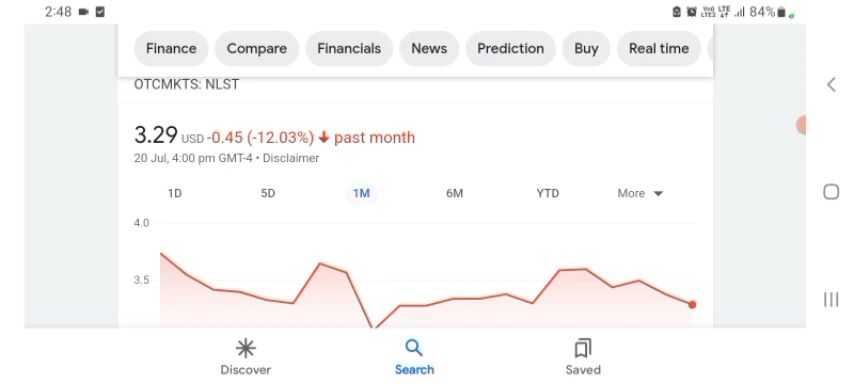 2:48
84%
Finance Compare Financials News Prediction Buy Real time
OTCMKTS: NLST
3.29 USD -0.45 (-12.03%) past month
20 Jul, 4:00 pm GMT-4 • Disclaimer
1D 5D 1M 6M YTD More
4.0
3.5
Discover Search Saved